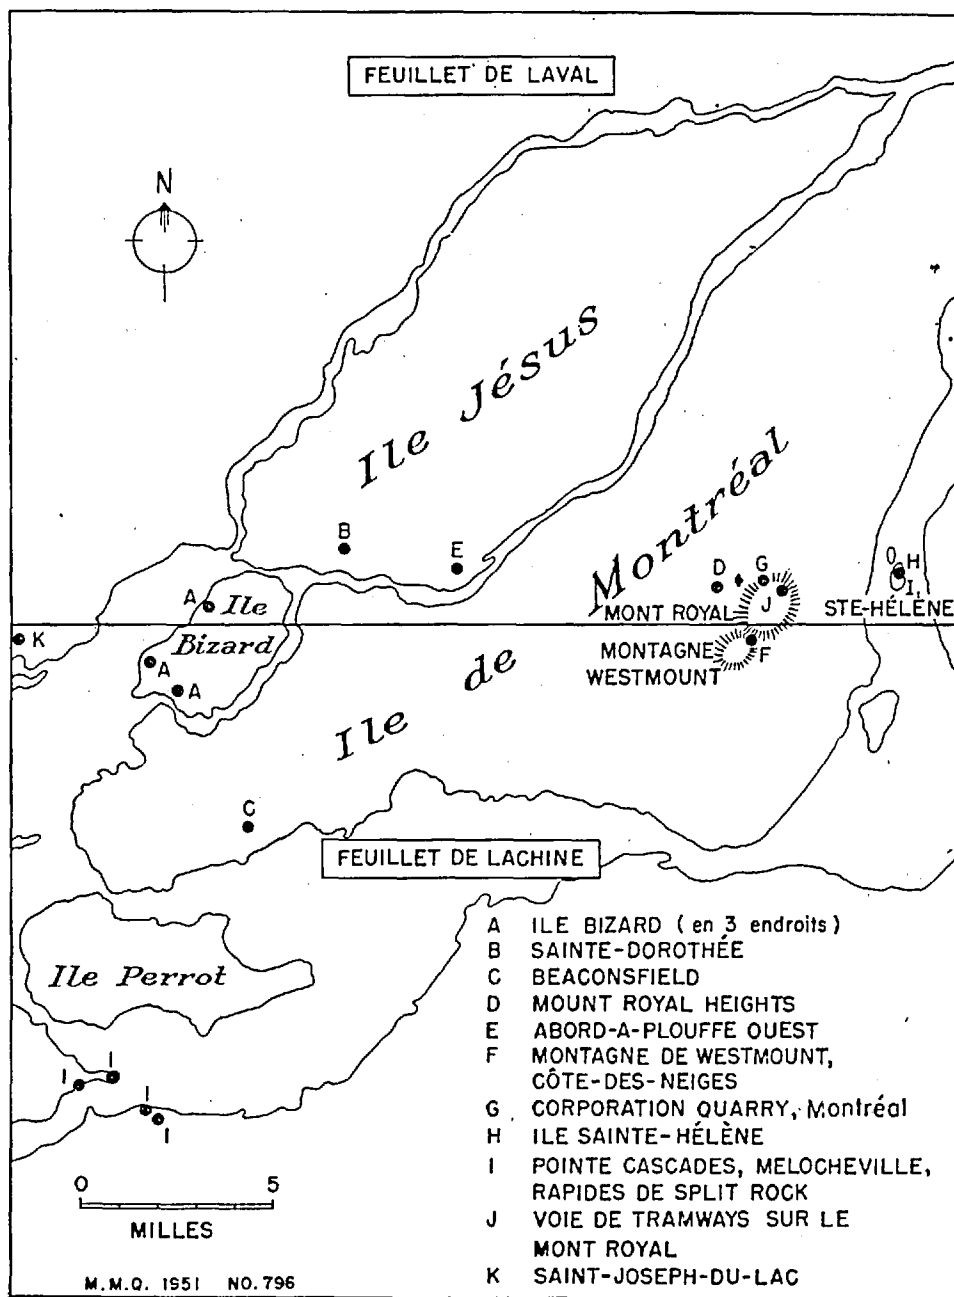 FEUILLET DE LAVAL
N
Ile Jésus
Ile de Montréal
B
E
D
G
J
MONT ROYAL
O
H
I,
STE-HÉLÈNE
A
Ile
Bizard
K
A
A
MONTAGNE
WESTMOUNT
F
C
FEUILLET DE LACHINE
Ile Perrot
I
I
I
I
A ILE BIZARD (en 3 endroits)
B SAINTE-DOROTHÉE
C BEACONSFIELD
D MOUNT ROYAL HEIGHTS
E ABORD-A-PLOUFFE OUEST
F MONTAGNE DE WESTMOUNT,
CÔTE-DES-NEIGES
G CORPORATION QUARRY, Montréal
H ILE SAINTE-HÉLÈNE
I POINTE CASCADES, MELOCHEVILLE,
RAPIDES DE SPLIT ROCK
J VOIE DE TRAMWAYS SUR LE
MONT ROYAL
K SAINT-JOSEPH-DU-LAC
0 5
MILLES
M.M.Q. 1951 NO. 796